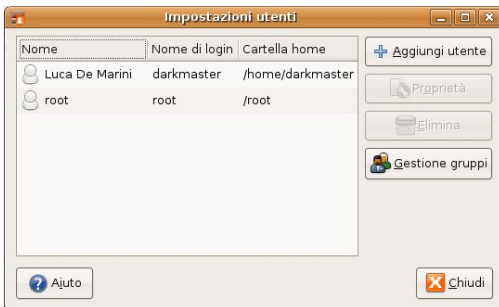 Impostazioni utenti
Nome Nome di login Cartella home
Luca De Marini darkmaster /home/darkmaster
root root /root
Aggiungi utente
Proprietà
Elimina
Gestione gruppi
Aiuto
Chiudi